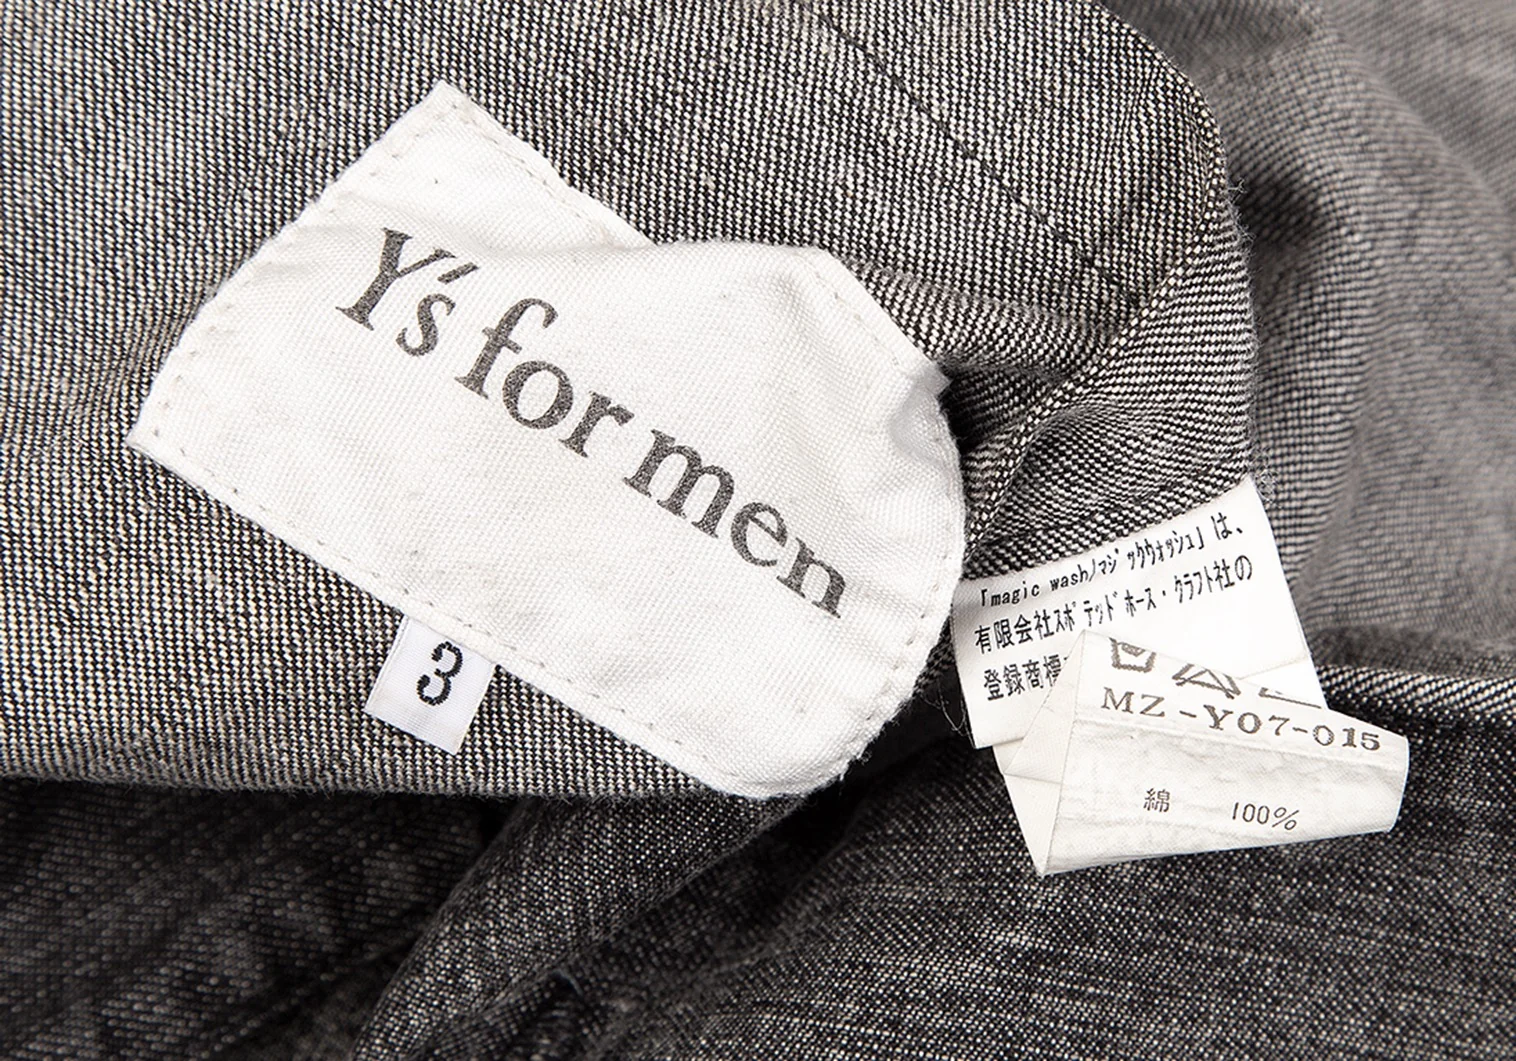 Y's for men
3
「magic wash/マジックウォッシュ」は、
有限会社スポテッドホース・クラフト社の
登録商標
MZ-Y07-015
綿 100%